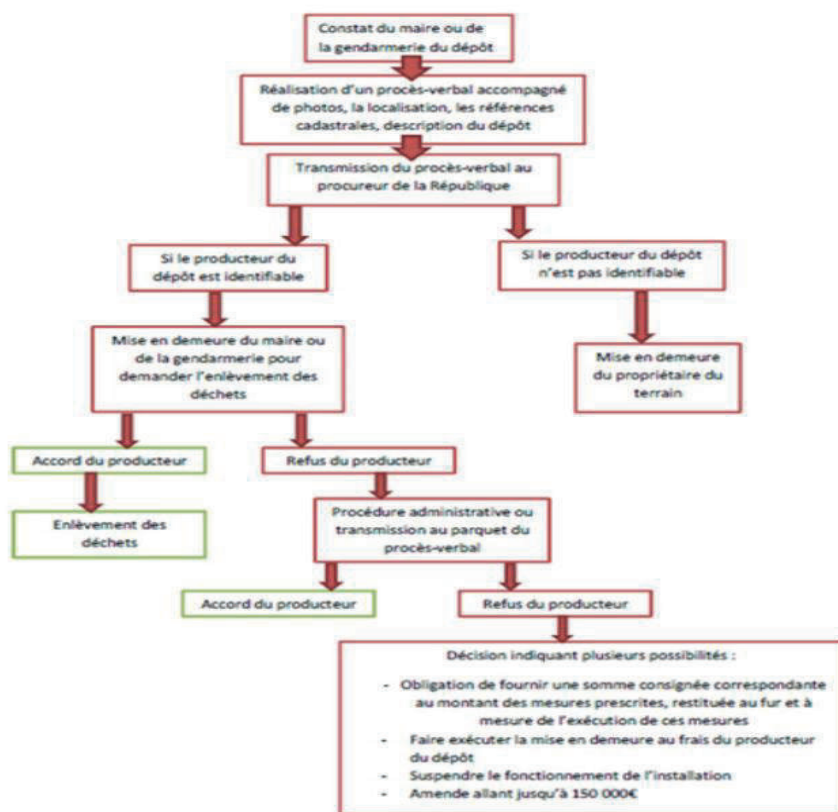 Constat du maire ou de
la gendarmerie du dépôt
Réalisation d'un procès-verbal accompagné
de photos, la localisation, les références
cadastrales, description du dépôt
Transmission du procès-verbal au
procureur de la République
Si le producteur du
dépôt est identifiable
Si le producteur du dépôt
n'est pas identifiable
Mise en demeure du maire ou
de la gendarmerie pour
demander l'enlèvement des
déchets
Mise en demeure
du propriétaire du
terrain
Accord du producteur
Refus du producteur
Enlèvement des
déchets
Procédure administrative ou
transmission au parquet du
procès-verbal
Accord du producteur
Refus du producteur
Décision indiquant plusieurs possibilités :
- Obligation de fournir une somme consignée correspondante
au montant des mesures prescrites, restituée au fur et à
mesure de l'exécution de ces mesures
- Faire exécuter la mise en demeure au frais du producteur
du dépôt
- Suspendre le fonctionnement de l'installation
- Amende allant jusqu'à 150 000€